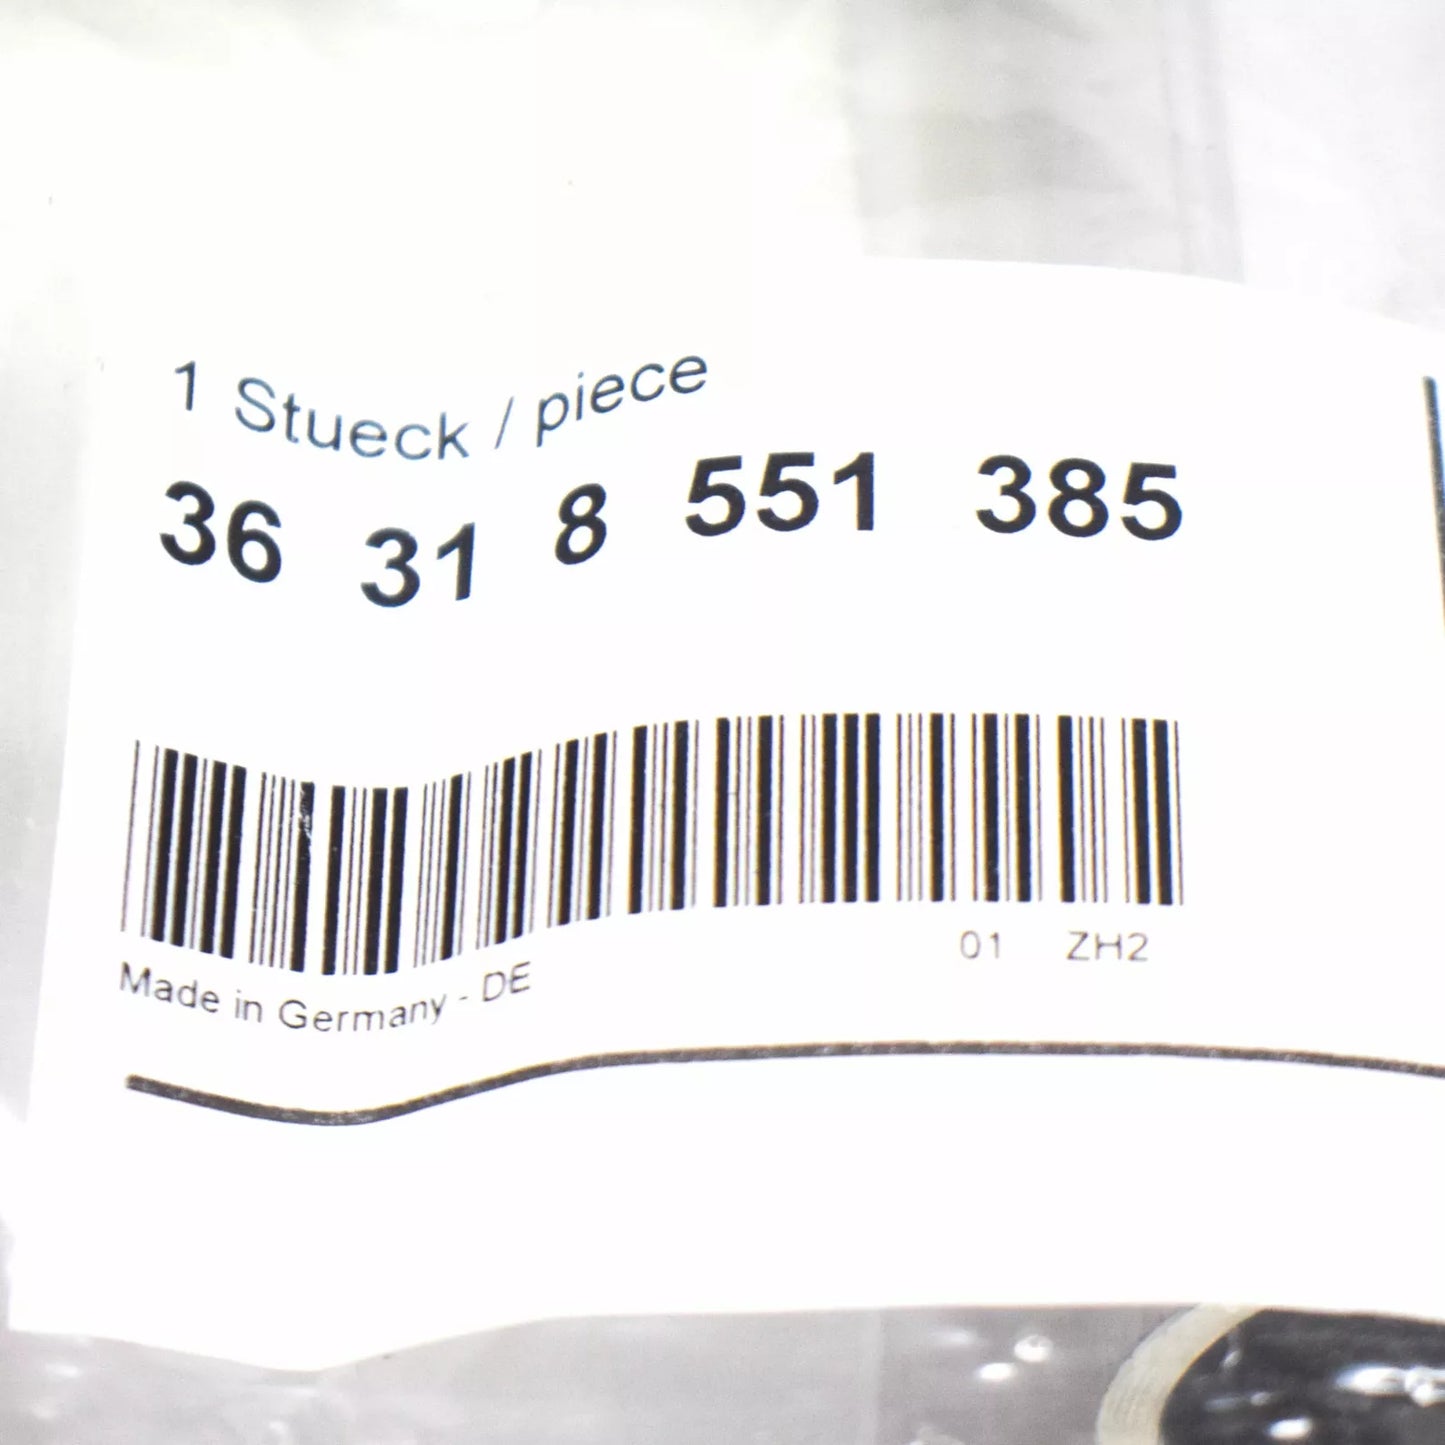 1 Stueck / piece
36 31 8 551 385
01 ZH2
Made in Germany - DE